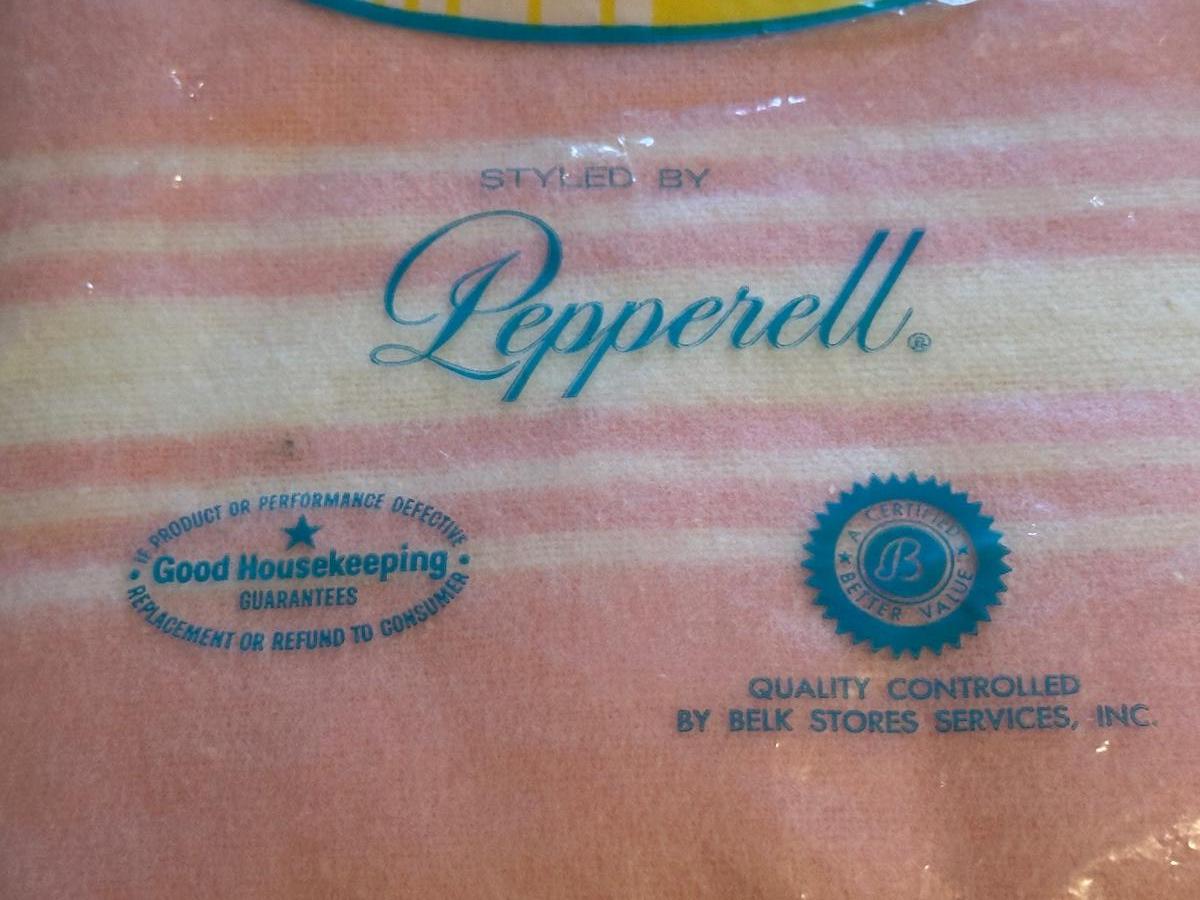 STYLED BY
Pepperell®
IF PRODUCT OR PERFORMANCE DEFECTIVE
★
• Good Housekeeping •
GUARANTEES
REPLACEMENT OR REFUND TO CONSUMER
A CERTIFIED
B
★ BETTER VALUE ★
QUALITY CONTROLLED
BY BELK STORES SERVICES, INC.